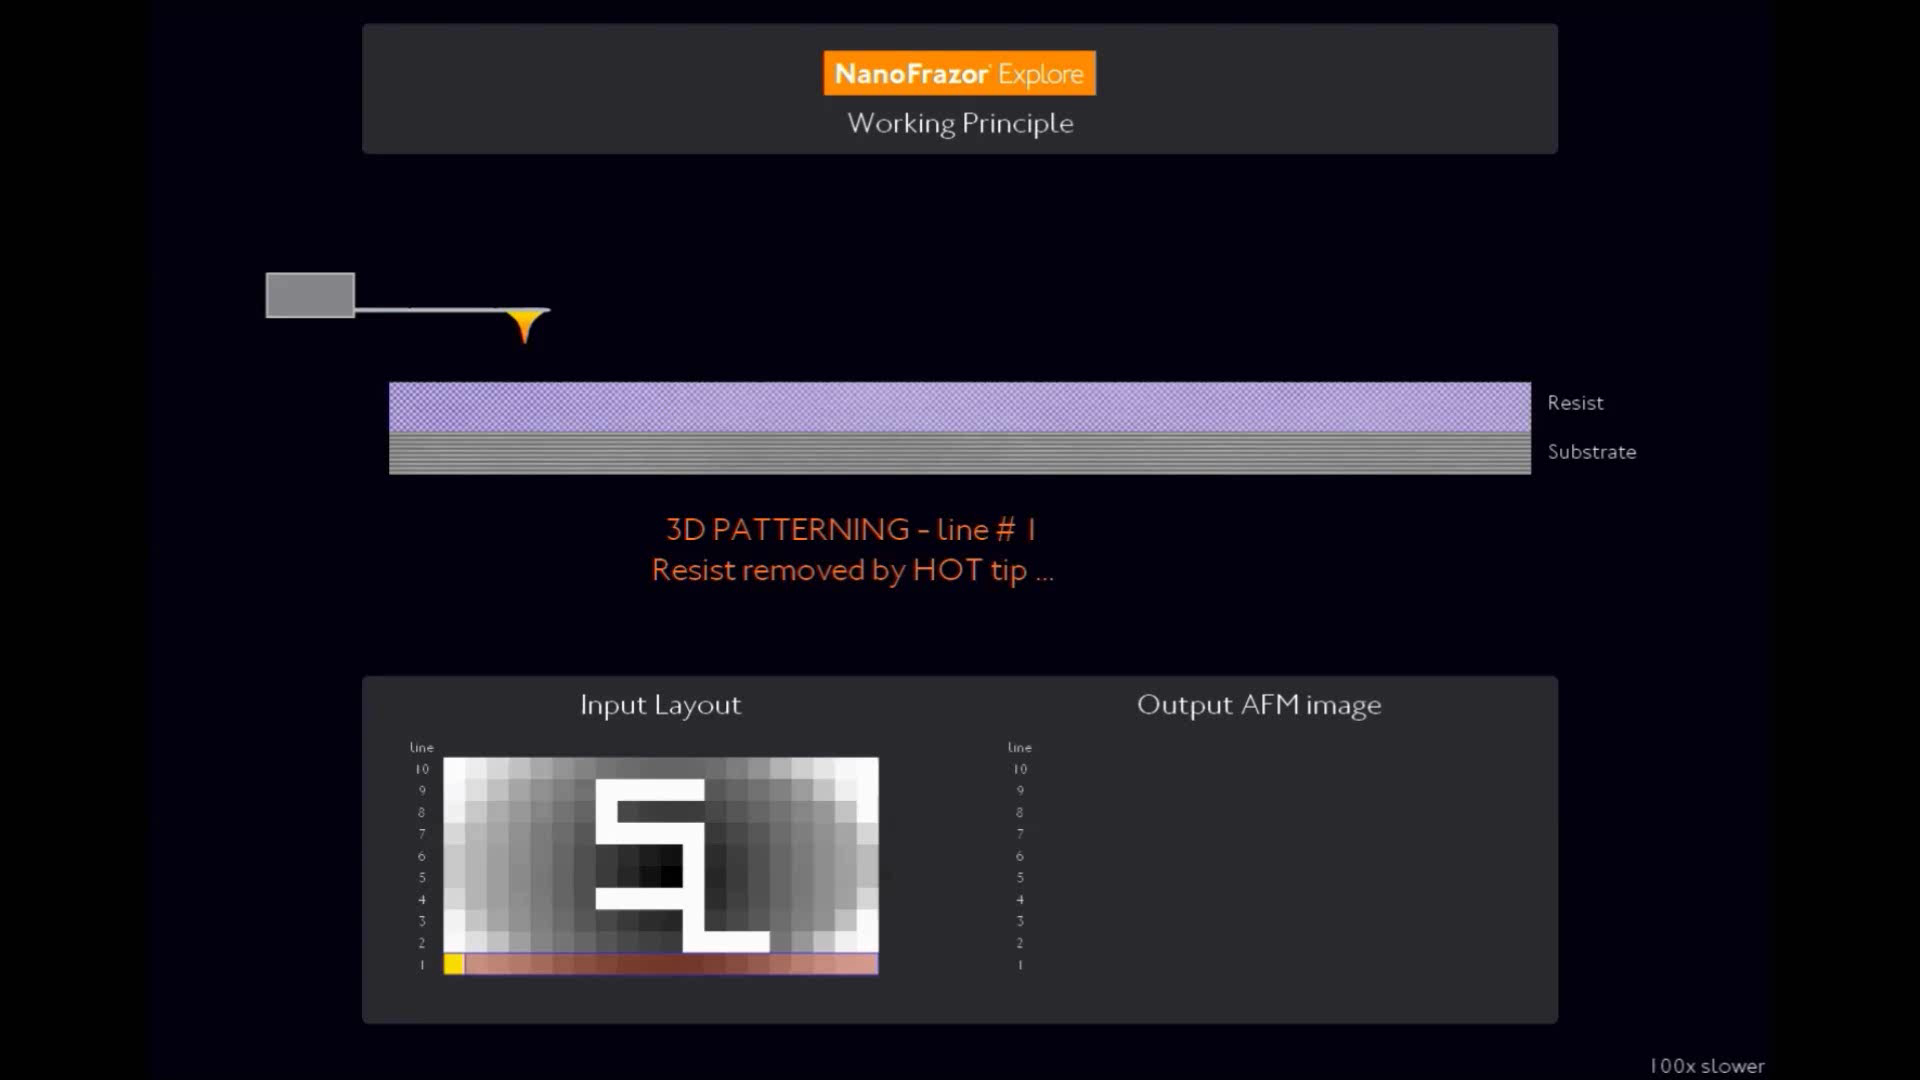 NanoFrazor® Explore
Working Principle
Resist
Substrate
3D PATTERNING - line # 1
Resist removed by HOT tip ...
Input Layout
line
10
9
8
7
6
5
4
3
2
1
Output AFM image
line
10
9
8
7
6
5
4
3
2
1
100x slower